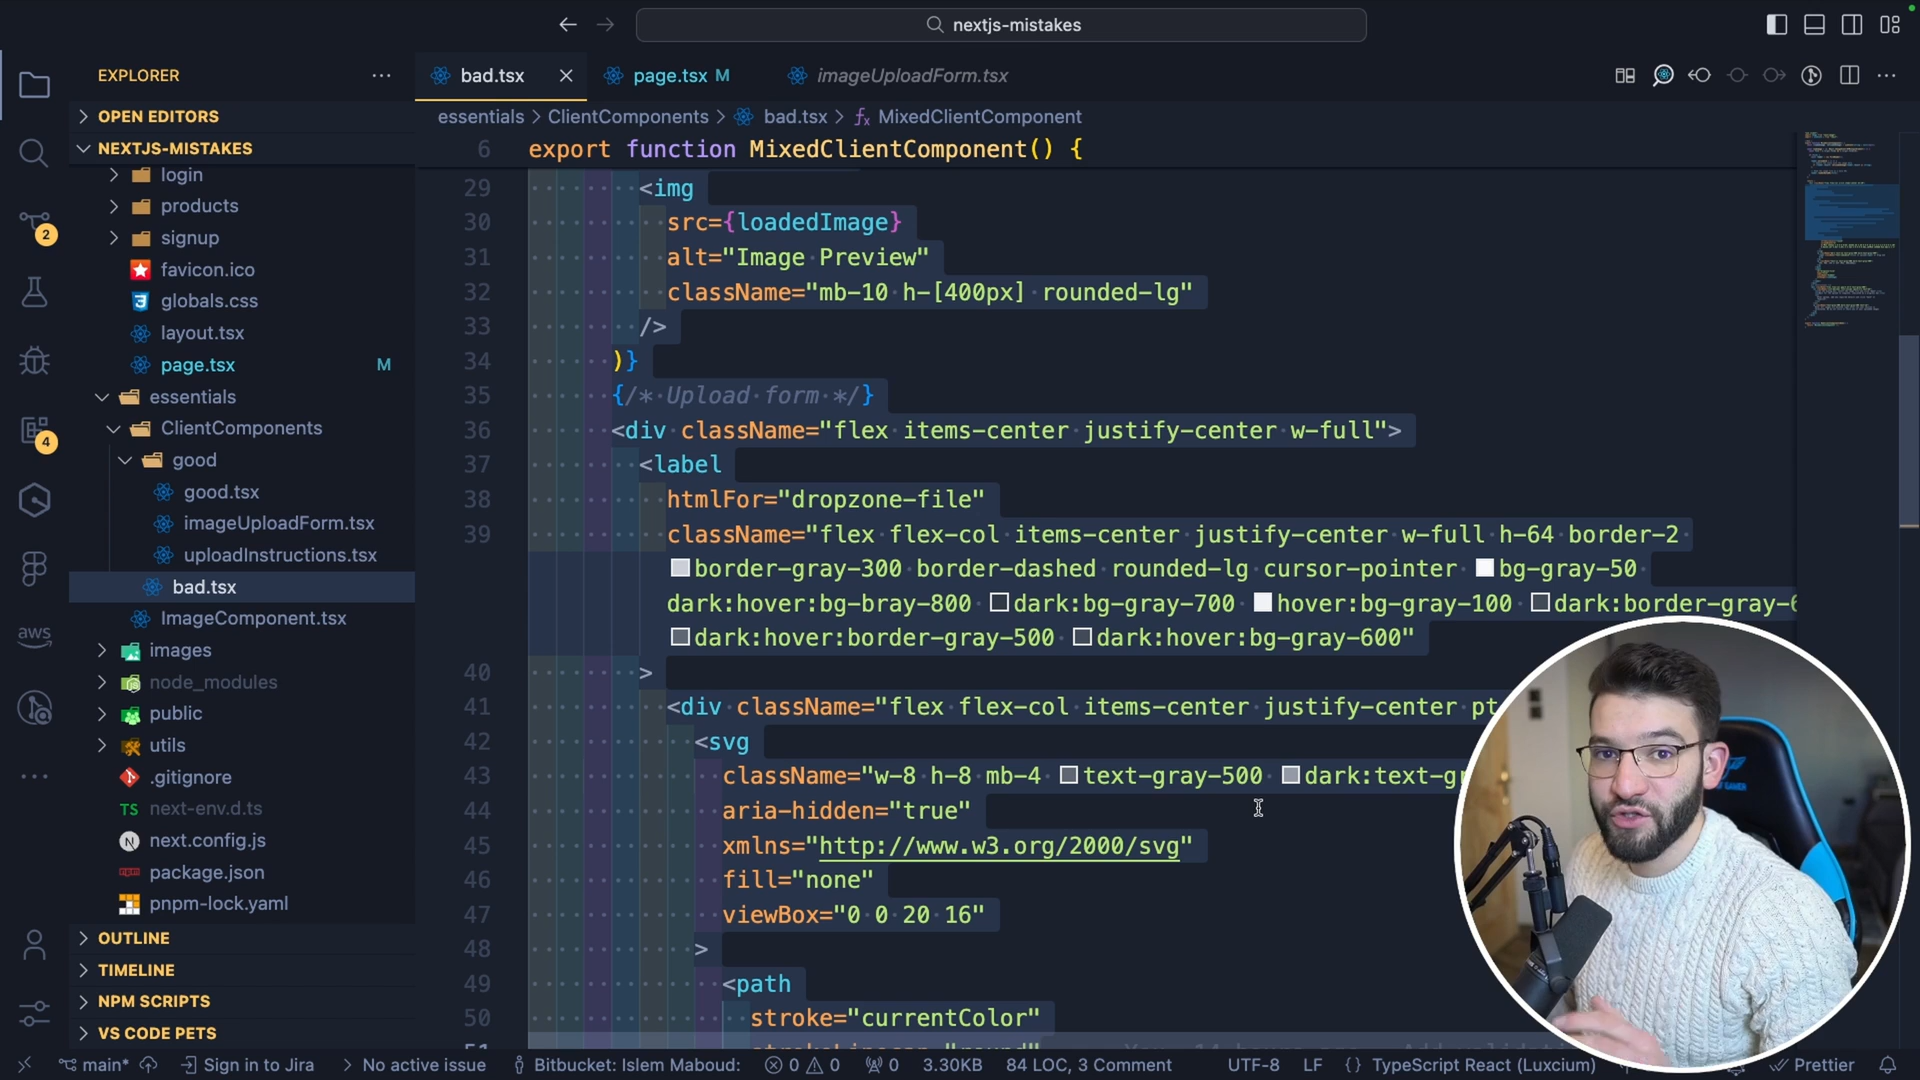 nextjs-mistakes
EXPLORER
OPEN EDITORS
NEXTJS-MISTAKES
login
products
signup
favicon.ico
globals.css
layout.tsx
page.tsx M
essentials
ClientComponents
good
good.tsx
imageUploadForm.tsx
uploadInstructions.tsx
bad.tsx
ImageComponent.tsx
images
node_modules
public
utils
.gitignore
TS next-env.d.ts
next.config.js
package.json
pnpm-lock.yaml
OUTLINE
TIMELINE
NPM SCRIPTS
VS CODE PETS
2
4
aws
bad.tsx
page.tsx M
imageUploadForm.tsx
essentials > ClientComponents > bad.tsx > MixedClientComponent
6 export function MixedClientComponent() {
29 <img
30 src={loadedImage}
31 alt="Image Preview"
32 className="mb-10 h-[400px] rounded-lg"
33 />
34 )}
35 {/* Upload form */}
36 <div className="flex items-center justify-center w-full">
37 <label
38 htmlFor="dropzone-file"
39 className="flex flex-col items-center justify-center w-full h-64 border-2
border-gray-300 border-dashed rounded-lg cursor-pointer bg-gray-50
dark:hover:bg-bray-800 dark:bg-gray-700 hover:bg-gray-100 dark:border-gray-6
dark:hover:border-gray-500 dark:hover:bg-gray-600"
40 >
41 <div className="flex flex-col items-center justify-center pt
42 <svg
43 className="w-8 h-8 mb-4 text-gray-500 dark:text-gr
44 aria-hidden="true"
45 xmlns="http://www.w3.org/2000/svg"
46 fill="none"
47 viewBox="0 0 20 16"
48 >
49 <path
50 stroke="currentColor"
main* Sign in to Jira > No active issue Bitbucket: Islem Maboud: 0 0 0 3.30KB 84 LOC, 3 Comment UTF-8 LF {} TypeScript React (Luxcium) Prettier